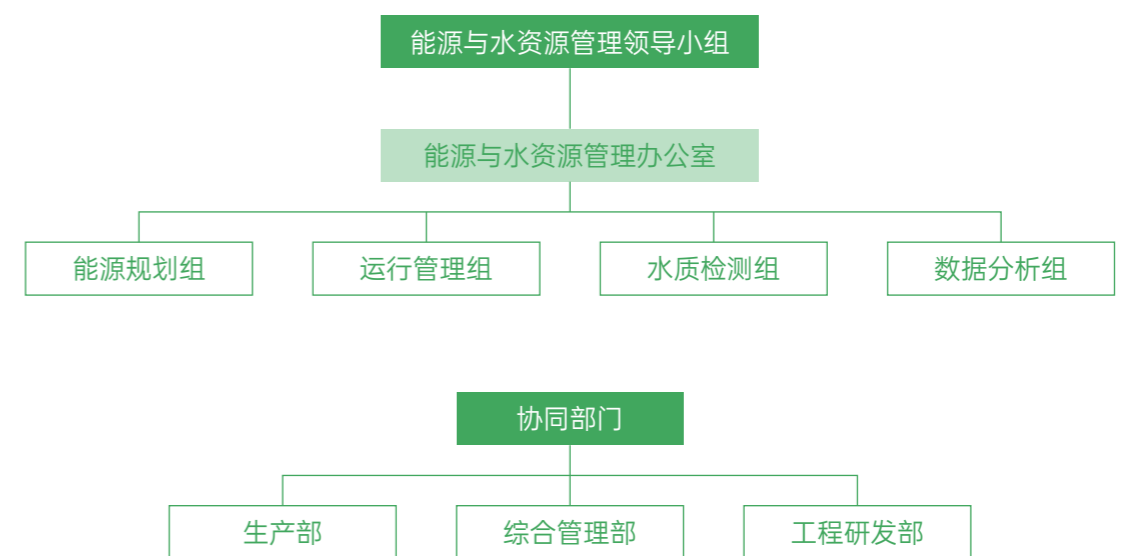 能源与水资源管理领导小组
能源与水资源管理办公室
能源规划组
运行管理组
水质检测组
数据分析组
协同部门
生产部
综合管理部
工程研发部